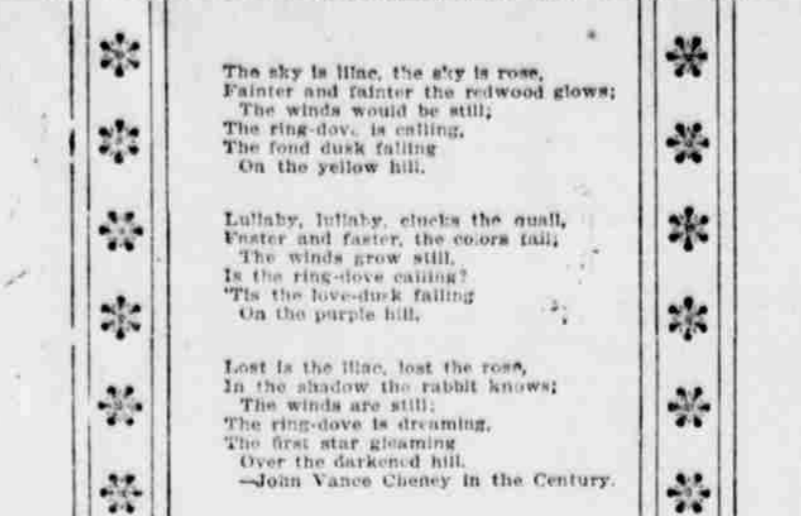 The sky is lilac, the sky is rose,
Fainter and fainter the redwood glows;
The winds would be still;
The ring-dove is calling,
The fond dusk falling
On the yellow hill.
Lullaby, lullaby, clucks the quail,
Faster and faster, the colors fail;
The winds grow still.
Is the ring-dove calling?
'Tis the love-dusk falling
On the purple hill.
Lost is the lilac, lost the rose,
In the shadow the rabbit knows;
The winds are still;
The ring-dove is dreaming,
The first star gleaming
Over the darkened hill.
—John Vance Cheney in the Century.